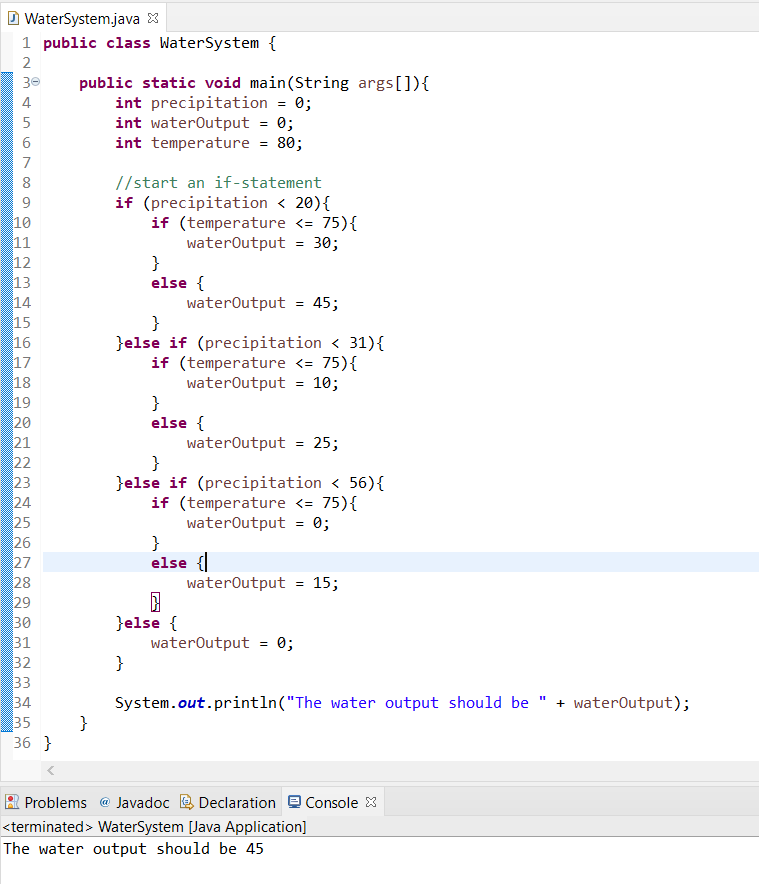 WaterSystem.java
1 public class WaterSystem {
2
3 public static void main(String args[]){
4 int precipitation = 0;
5 int waterOutput = 0;
6 int temperature = 80;
7
8 //start an if-statement
9 if (precipitation < 20){
10 if (temperature <= 75){
11 waterOutput = 30;
12 }
13 else {
14 waterOutput = 45;
15 }
16 }else if (precipitation < 31){
17 if (temperature <= 75){
18 waterOutput = 10;
19 }
20 else {
21 waterOutput = 25;
22 }
23 }else if (precipitation < 56){
24 if (temperature <= 75){
25 waterOutput = 0;
26 }
27 else {
28 waterOutput = 15;
29 }
30 }else {
31 waterOutput = 0;
32 }
33
34 System.out.println("The water output should be " + waterOutput);
35 }
36 }
Problems @ Javadoc Declaration Console
<terminated> WaterSystem [Java Application]
The water output should be 45